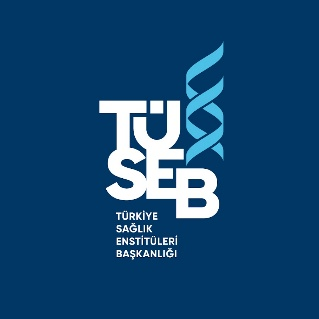 TÜ
SEB
TÜRKİYE
SAĞLIK
ENSTİTÜLERİ
BAŞKANLIĞI